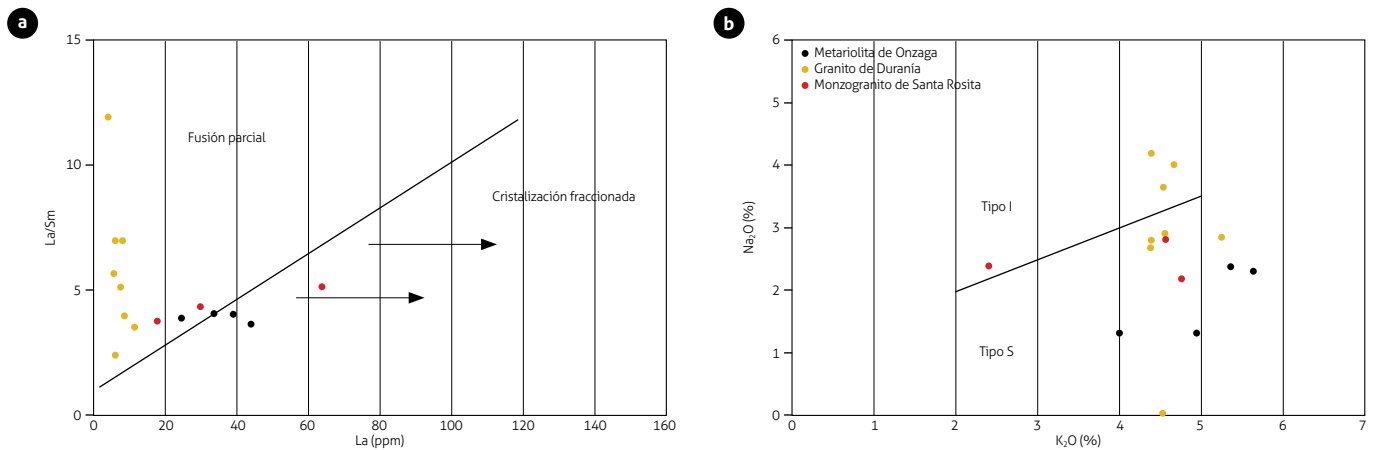 a
15
10
5
0
La/Sm
Fusión parcial
Cristalización fraccionada
0 20 40 60 80 100 120 140 160
La (ppm)
b
6
5
4
3
2
1
0
Na₂O (%)
Metariolita de Onzaga
Granito de Durania
Monzogranito de Santa Rosita
Tipo I
Tipo S
0 1 2 3 4 5 6 7
K₂O (%)